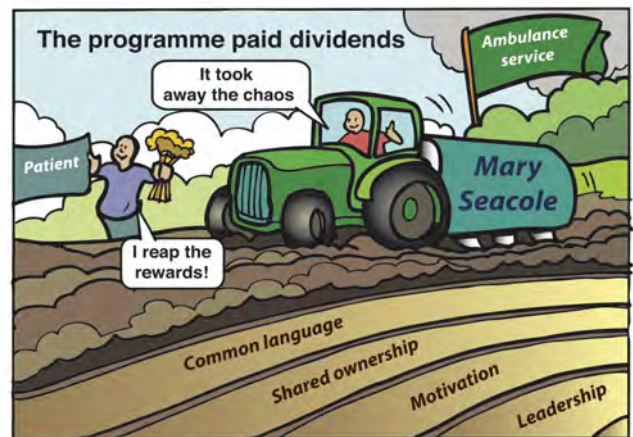 The programme paid dividends
Ambulance
service
It took
away the chaos
Patient
Mary
Seacole
I reap the
rewards!
Common language
Shared ownership
Motivation
Leadership